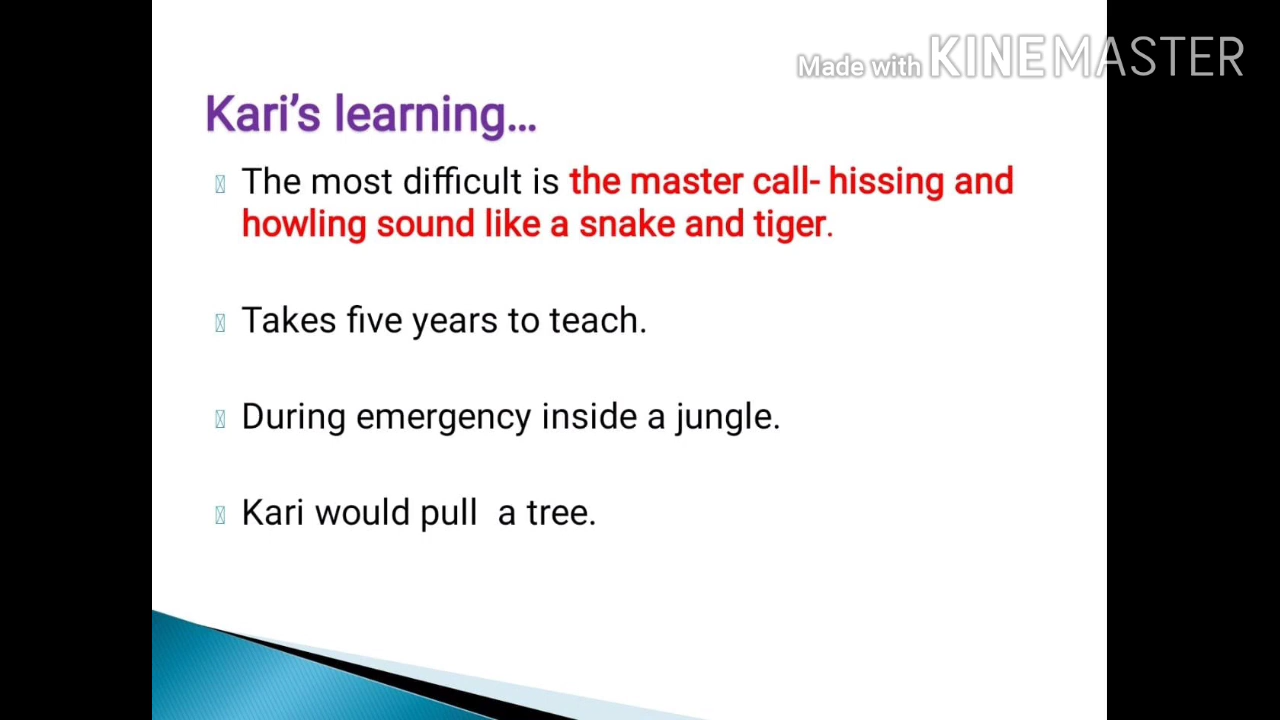 Made with KINEMASTER
Kari's learning...
The most difficult is the master call- hissing and
howling sound like a snake and tiger.
Takes five years to teach.
During emergency inside a jungle.
Kari would pull  a tree.